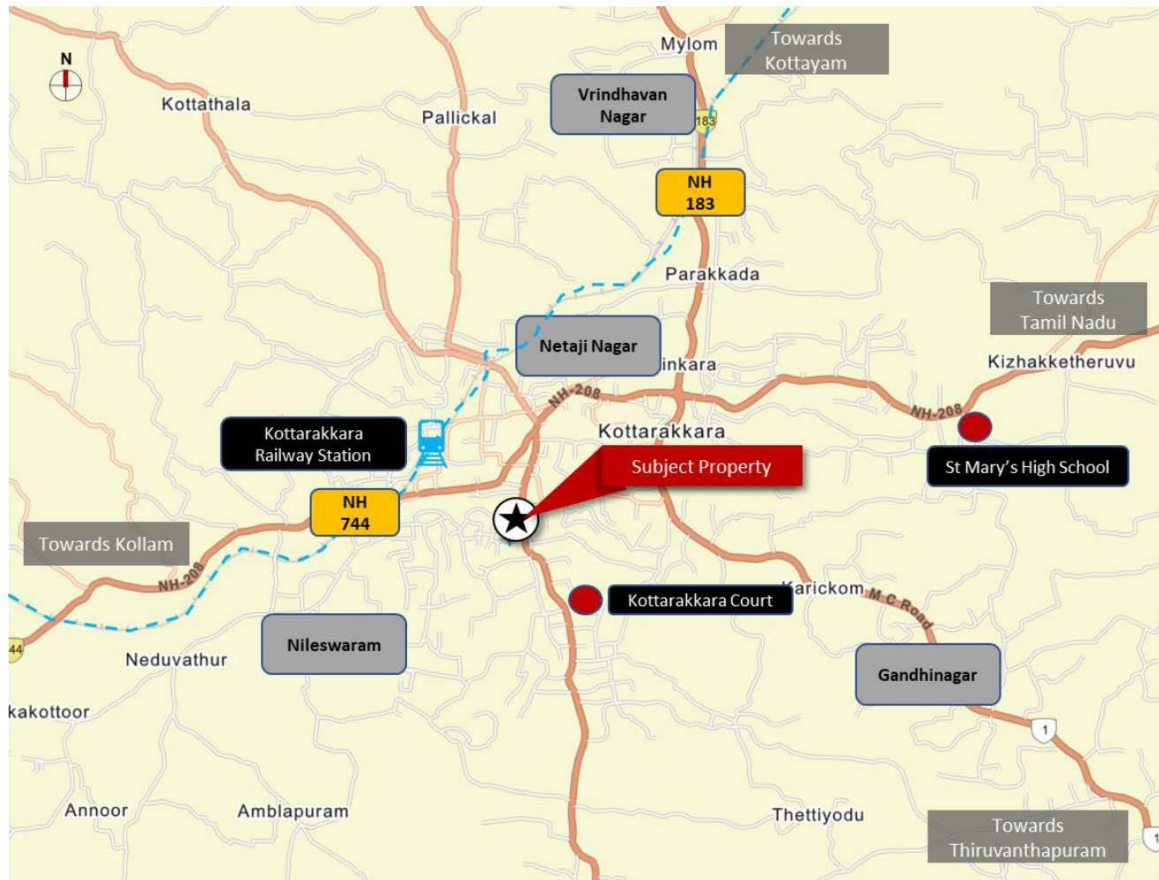 Towards
Kottayam
Mylom
N
Kottathala
Vrindhavan
Nagar
Pallickal
183
NH
183
Parakkada
Towards
Tamil Nadu
Netaji Nagar
inkara
Kizhakketheruvu
NH-208
NH-208
Kottarakkara
Railway Station
Kottarakkara
Subject Property
St Mary's High School
NH
744
Towards Kollam
NH-208
Kottarakkara Court
Karickom
M C Road
44
Nileswaram
Neduvathur
Gandhinagar
kakottoor
1
Annoor
Amblapuram
Thettiyodu
Towards
Thiruvanthapuram
1